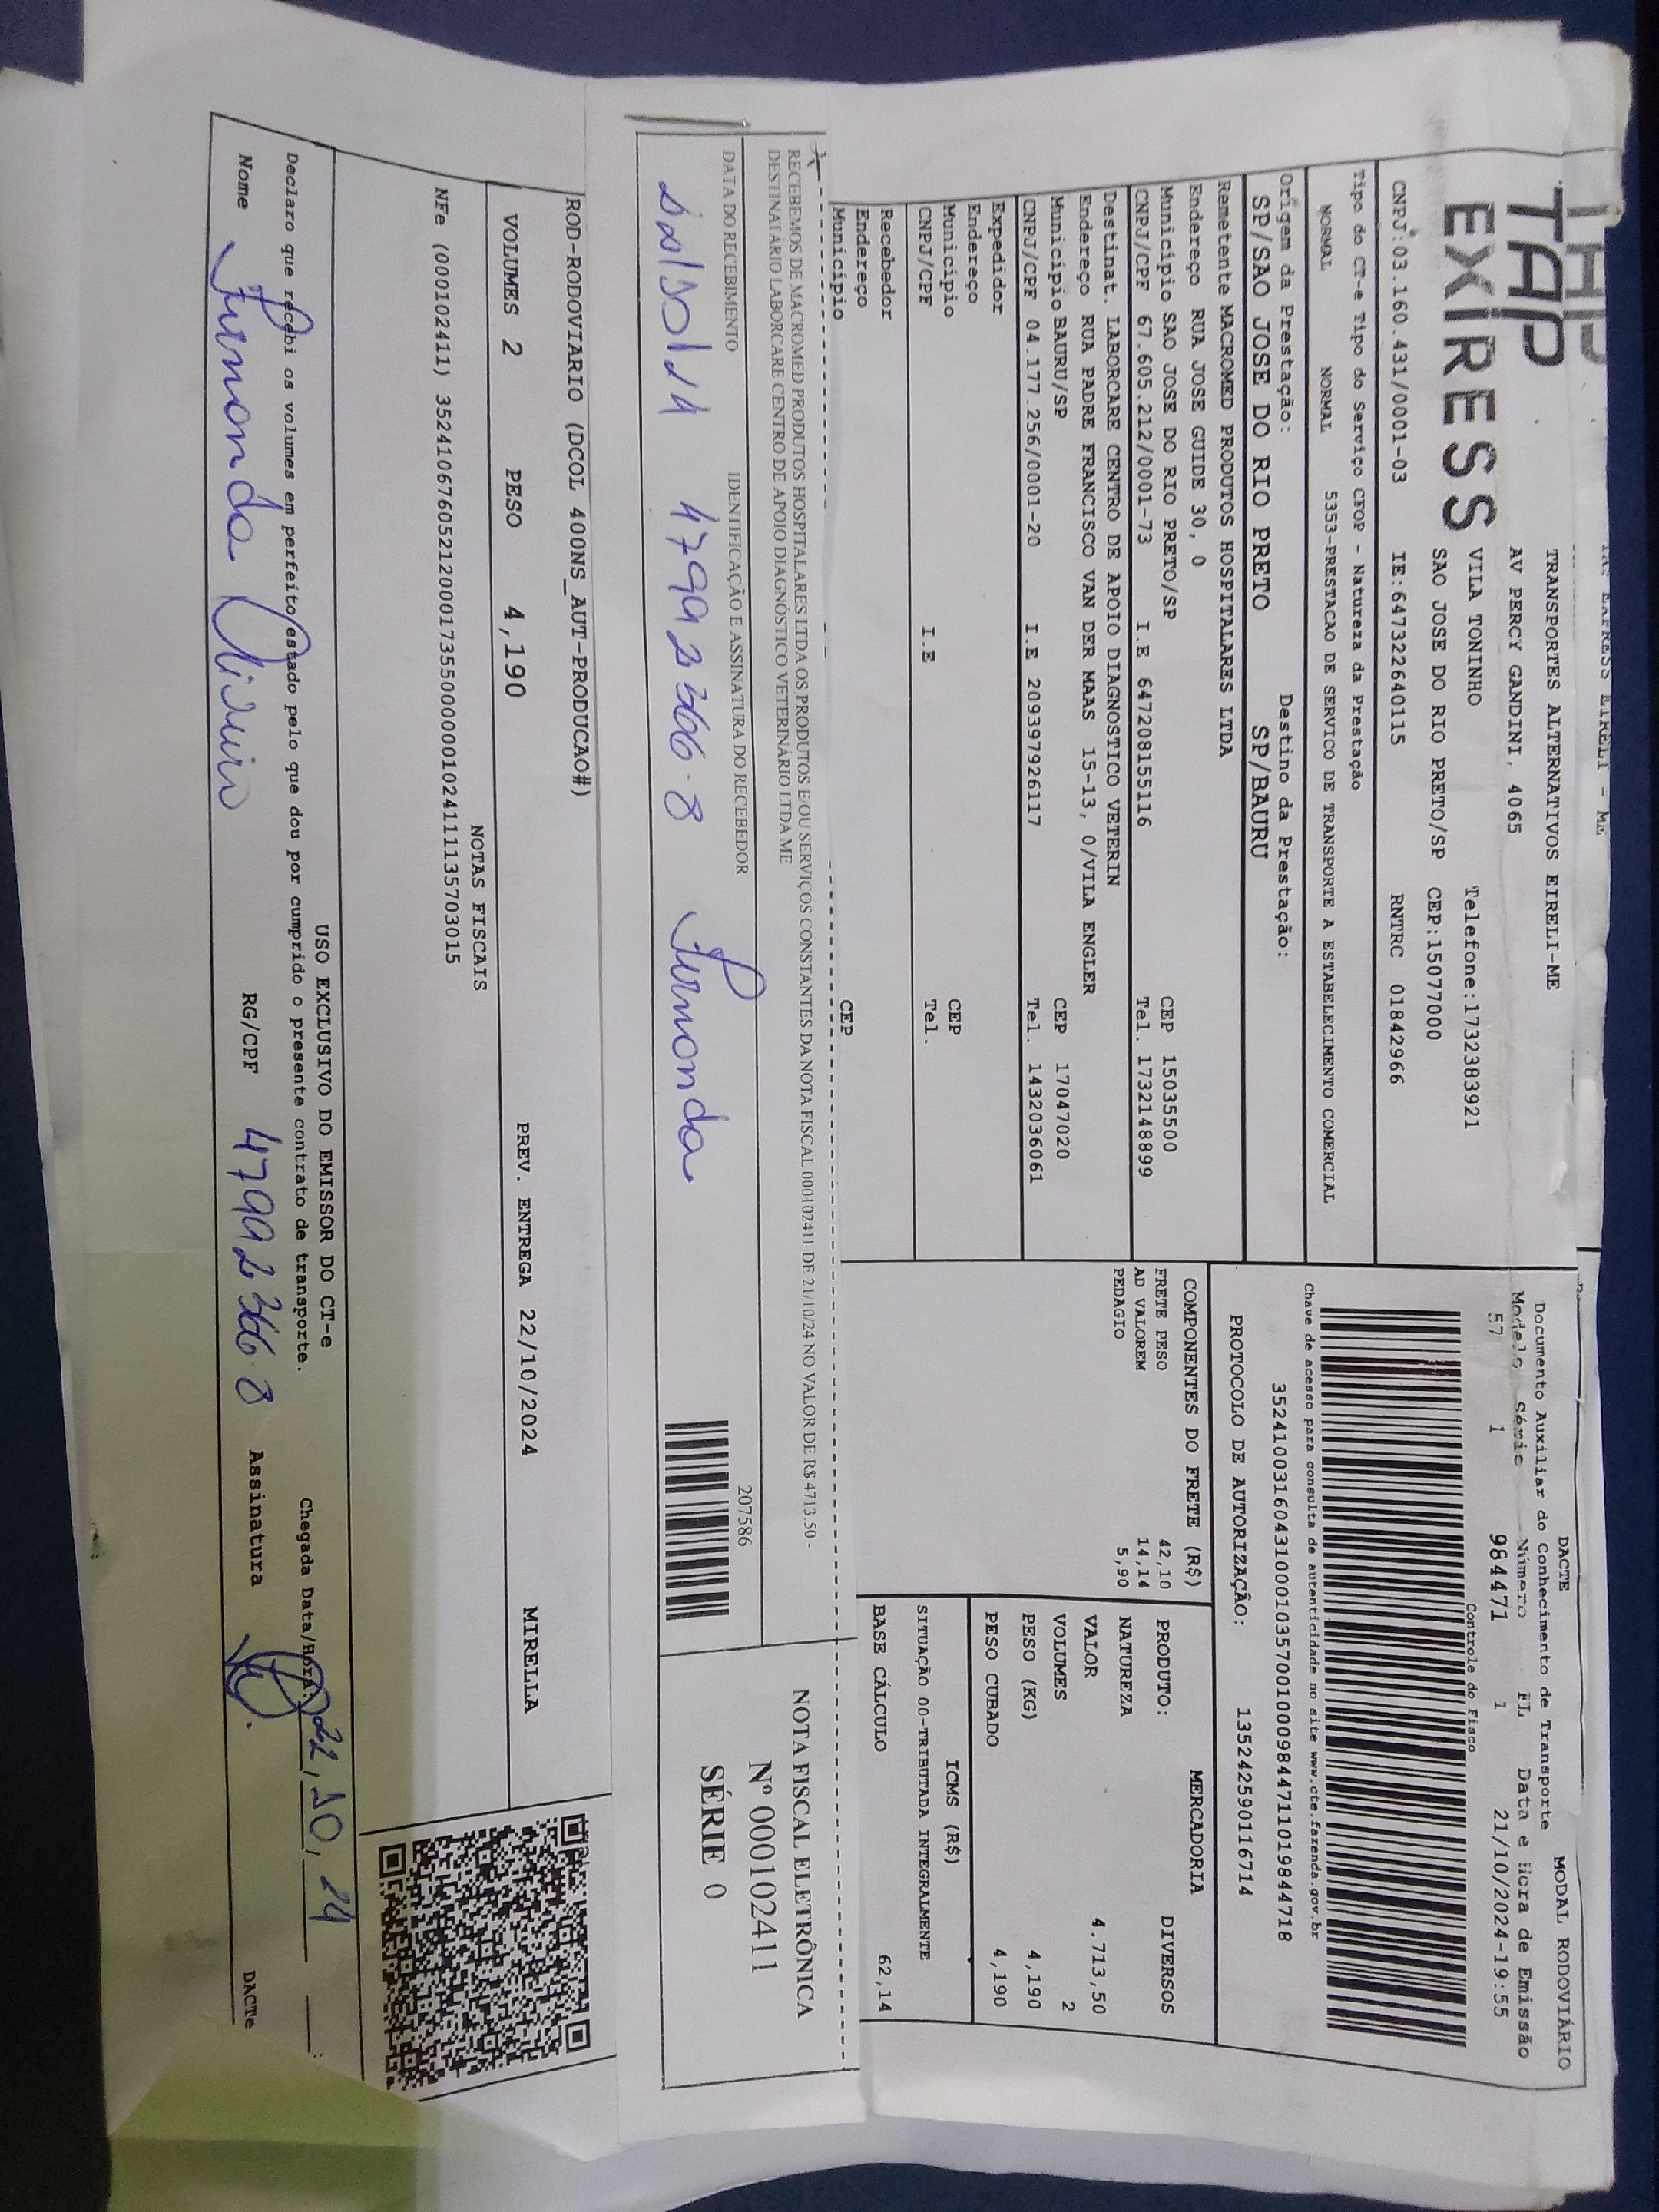 TAP
EXPRESS
TRANSPORTES ALTERNATIVOS EIRELI-ME
AV PERCY GANDINI, 4065
VILA TONINHO Telefone:1732383921
SAO JOSE DO RIO PRETO/SP CEP:15077000
CNPJ:03.160.431/0001-03 IE:647322640115 RNTRC 01842966
Tipo do CT-e Tipo do Serviço CFOP - Natureza da Prestação
NORMAL NORMAL 5353-PRESTACAO DE SERVICO DE TRANSPORTE A ESTABELECIMENTO COMERCIAL
Origem da Prestação: Destino da Prestação:
SP/SAO JOSE DO RIO PRETO SP/BAURU
Remetente MACROMED PRODUTOS HOSPITALARES LTDA
Endereço RUA JOSE GUIDE 30, 0
Município SAO JOSE DO RIO PRETO/SP CEP 15035500
CNPJ/CPF 67.605.212/0001-73 I.E 647208155116 Tel. 1732148899
Destinat. LABORCARE CENTRO DE APOIO DIAGNOSTICO VETERIN
Endereço RUA PADRE FRANCISCO VAN DER MAAS 15-13, 0/VILA ENGLER
Município BAURU/SP CEP 17047020
CNPJ/CPF 04.177.256/0001-20 I.E 209397926117 Tel. 1432036061
Expedidor
Endereço
Município CEP
CNPJ/CPF I.E Tel.
Recebedor
Endereço
Município CEP
DACTE MODAL RODOVIÁRIO
Documento Auxiliar do Conhecimento de Transporte
Modelo Série Número FL Data e Hora de Emissão
57 1 984471 1 21/10/2024-19:55
Controle do Fisco
Chave de acesso para consulta de autenticidade no site www.cte.fazenda.gov.br
35241003160431000103570010009844711019844718
PROTOCOLO DE AUTORIZAÇÃO: 135242590116714
COMPONENTES DO FRETE (R$)
FRETE PESO 42,10
AD VALOREM 14,14
PEDAGIO 5,90
MERCADORIA
PRODUTO: DIVERSOS
NATUREZA
VALOR 4.713,50
VOLUMES 2
PESO (KG) 4,190
PESO CUBADO 4,190
ICMS (R$)
SITUAÇÃO 00-TRIBUTADA INTEGRALMENTE
BASE CÁLCULO 62,14
RECEBEMOS DE MACROMED PRODUTOS HOSPITALARES LTDA OS PRODUTOS E/OU SERVIÇOS CONSTANTES DA NOTA FISCAL 000102411 DE 21/10/24 NO VALOR DE R$ 4713.50 -
DESTINATÁRIO LABORCARE CENTRO DE APOIO DIAGNÓSTICO VETERINÁRIO LTDA ME
DATA DO RECEBIMENTO IDENTIFICAÇÃO E ASSINATURA DO RECEBEDOR 207586
47992366-8 Fernanda
NOTA FISCAL ELETRÔNICA
Nº 000102411
SÉRIE 0
ROD-RODOVIARIO (DCOL 400NS_AUT-PRODUCAO#)
VOLUMES 2 PESO 4,190 PREV. ENTREGA 22/10/2024 MIRELLA
NOTAS FISCAIS
NFe (000102411) 35241067605212000173550000001024111135703015
USO EXCLUSIVO DO EMISSOR DO CT-e
Declaro que recebi os volumes em perfeito estado pelo que dou por cumprido o presente contrato de transporte. Chegada Data/Hora: 22/10/24 :
Nome Fernanda Oliveira RG/CPF 47992366-8 Assinatura DACTe